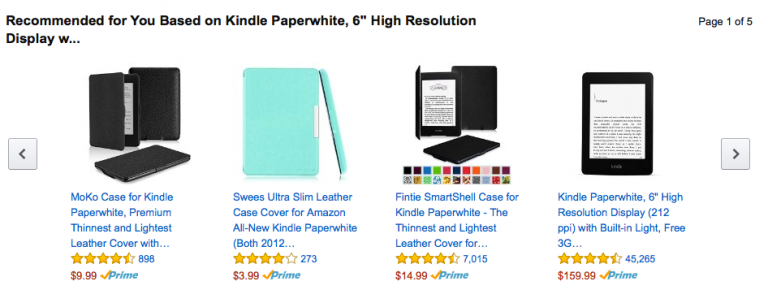 Recommended for You Based on Kindle Paperwhite, 6" High Resolution
Display w...
Page 1 of 5
MoKo Case for Kindle
Paperwhite, Premium
Thinnest and Lightest
Leather Cover with...
898
$9.99 Prime
Swees Ultra Slim Leather
Case Cover for Amazon
All-New Kindle Paperwhite
(Both 2012...
273
$3.99 Prime
Fintie SmartShell Case for
Kindle Paperwhite - The
Thinnest and Lightest
Leather Cover for...
7,015
$14.99 Prime
kindle
Kindle Paperwhite, 6" High
Resolution Display (212
ppi) with Built-in Light, Free
3G...
45,265
$159.99 Prime